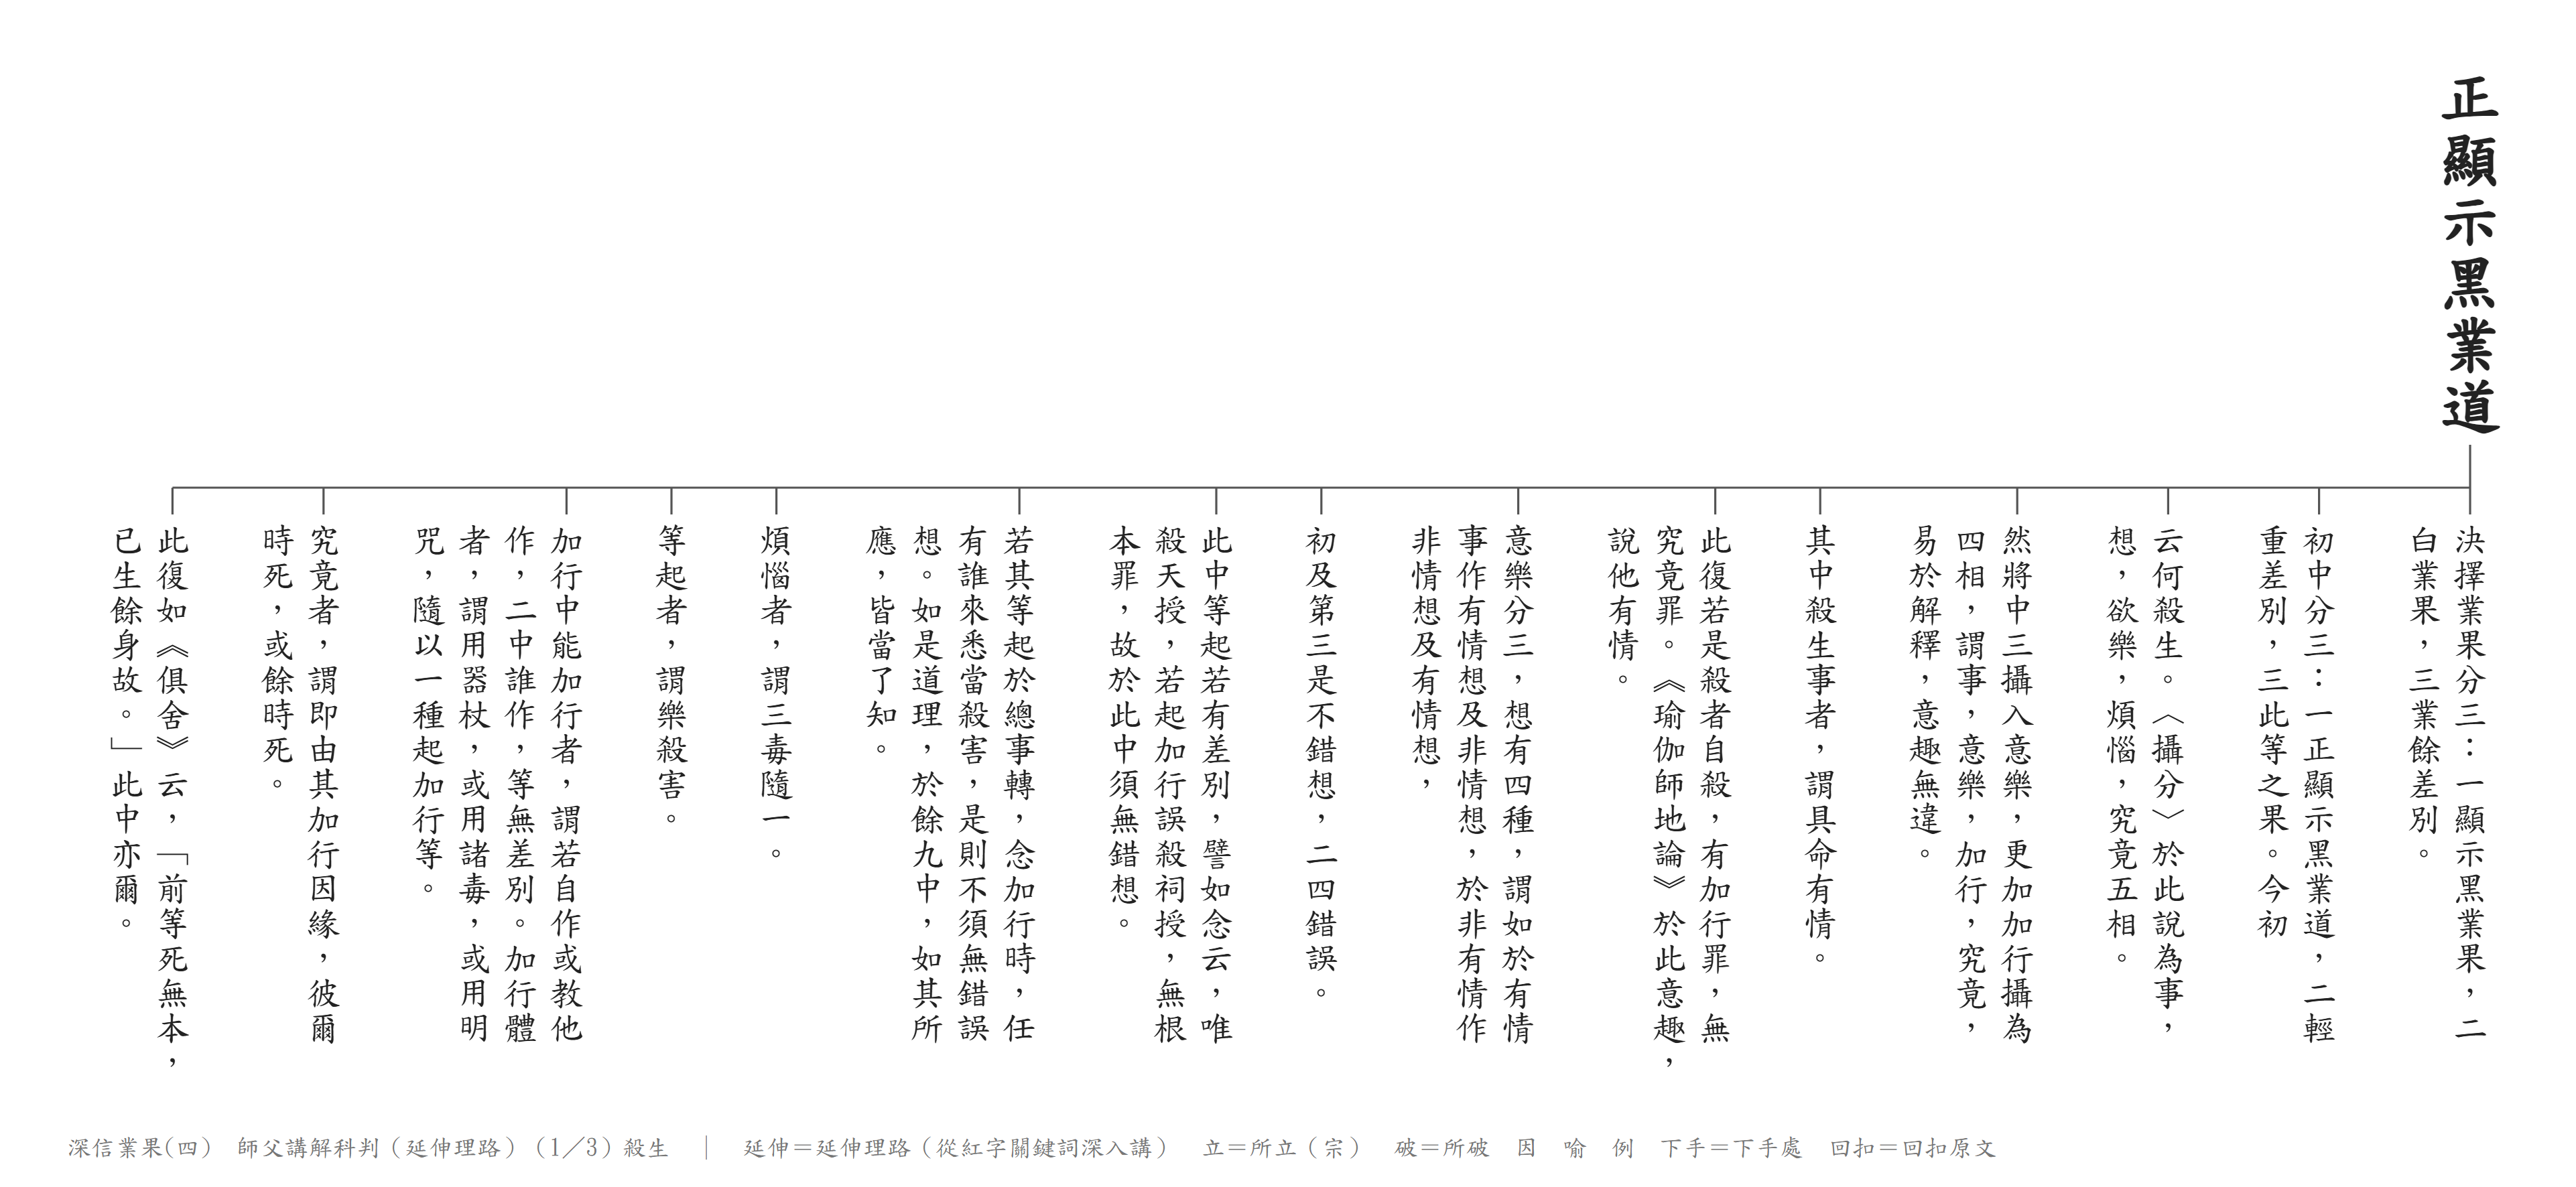 正顯示黑業道
決擇業果分三：一顯示黑業果，二
白業果，三業餘差別。
初中分三：一正顯示黑業道，二輕
重差別，三此等之果。今初
云何殺生。〈攝分〉於此說為事，
想，欲樂，煩惱，究竟五相。
然將中三攝入意樂，更加加行攝為
四相，謂事，意樂，加行，究竟，
易於解釋，意趣無違。
其中殺生事者，謂具命有情。
此復若是殺者自殺，有加行罪，無
究竟罪。《瑜伽師地論》於此意趣，
說他有情。
意樂分三，想有四種，謂如於有情
事作有情想及非情想，於非有情作
非情想及有情想，
初及第三是不錯想，二四錯誤。
此中等起若有差別，譬如念云，唯
殺天授，若起加行誤殺祠授，無根
本罪，故於此中須無錯想。
若其等起於總事轉，念加行時，任
有誰來悉當殺害，是則不須無錯誤
想。如是道理，於餘九中，如其所
應，皆當了知。
煩惱者，謂三毒隨一。
等起者，謂樂殺害。
加行中能加行者，謂若自作或教他
作，二中誰作，等無差別。加行體
者，謂用器杖，或用諸毒，或用明
咒，隨以一種起加行等。
究竟者，謂即由其加行因緣，彼爾
時死，或餘時死。
此復如《俱舍》云，「前等死無本，
已生餘身故。」此中亦爾。
深信業果(四)　師父講解科判（延伸理路）（1／3）殺生　｜　延伸＝延伸理路（從紅字關鍵詞深入講）　立＝所立（宗）　破＝所破　因　喻　例　下手＝下手處　回扣＝回扣原文